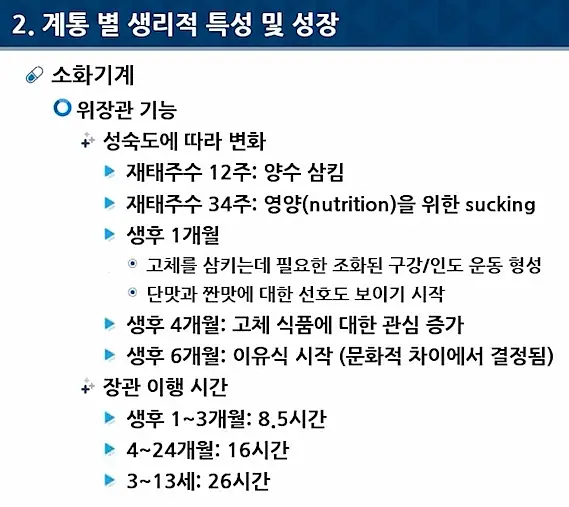 2. 계통 별 생리적 특성 및 성장
소화기계
위장관 기능
성숙도에 따라 변화
재태주수 12주: 양수 삼킴
재태주수 34주: 영양(nutrition)을 위한 sucking
생후 1개월
고체를 삼키는데 필요한 조화된 구강/인도 운동 형성
단맛과 짠맛에 대한 선호도 보이기 시작
생후 4개월: 고체 식품에 대한 관심 증가
생후 6개월: 이유식 시작 (문화적 차이에서 결정됨)
장관 이행 시간
생후 1~3개월: 8.5시간
4~24개월: 16시간
3~13세: 26시간